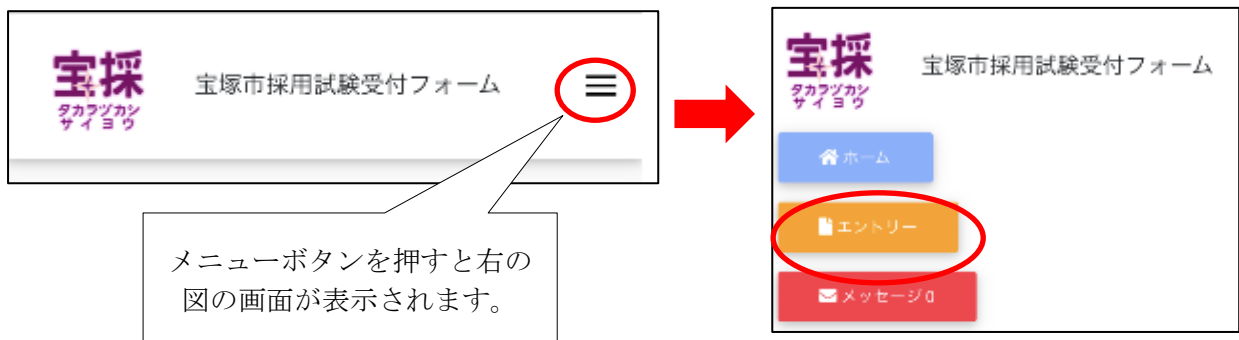 宝採
タカラヅカシ
サイヨウ
宝塚市採用試験受付フォーム
メニューボタンを押すと右の
図の画面が表示されます。
宝採
タカラヅカシ
サイヨウ
宝塚市採用試験受付フォーム
ホーム
エントリー
メッセージ0